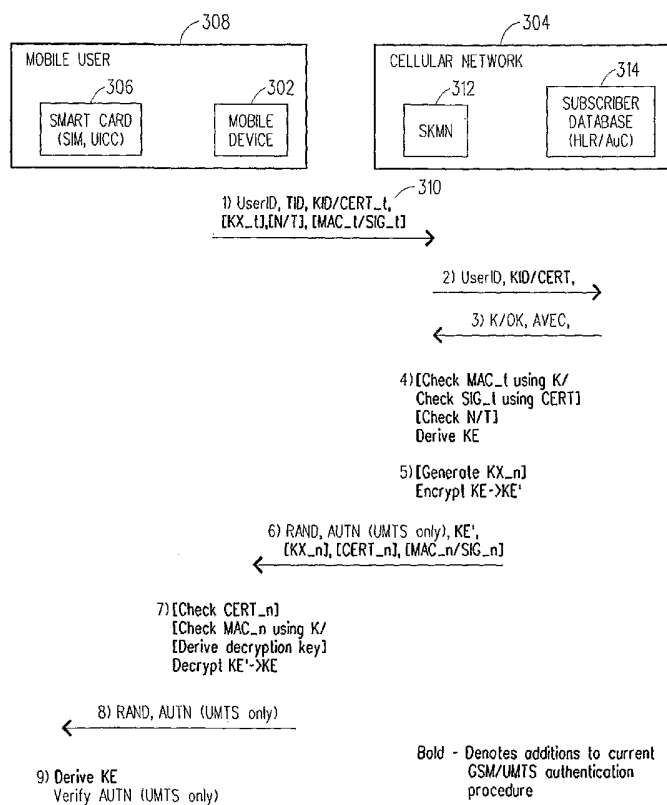 308
304
MOBILE USER
CELLULAR NETWORK
306
302
312
314
SMART CARD
(SIM, UICC)
MOBILE
DEVICE
SKMN
SUBSCRIBER
DATABASE
(HLR/AuC)
310
1) UserID, TID, KID/CERT_t,
[KX_t],[N/T], [MAC_t/SIG_t]
2) UserID, KID/CERT,
3) K/OK, AVEC,
4)[Check MAC_t using K/
Check SIG_t using CERT]
[Check N/T]
Derive KE
5)[Generate KX_n]
Encrypt KE->KE'
6) RAND, AUTN (UMTS only), KE',
[KX_n], [CERT_n], [MAC_n/SIG_n]
7)[Check CERT_n]
[Check MAC_n using K/
[Derive decryption key]
Decrypt KE'->KE
8) RAND, AUTN (UMTS only)
9) Derive KE
Verify AUTN (UMTS only)
Bold - Denotes additions to current
GSM/UMTS authentication
procedure